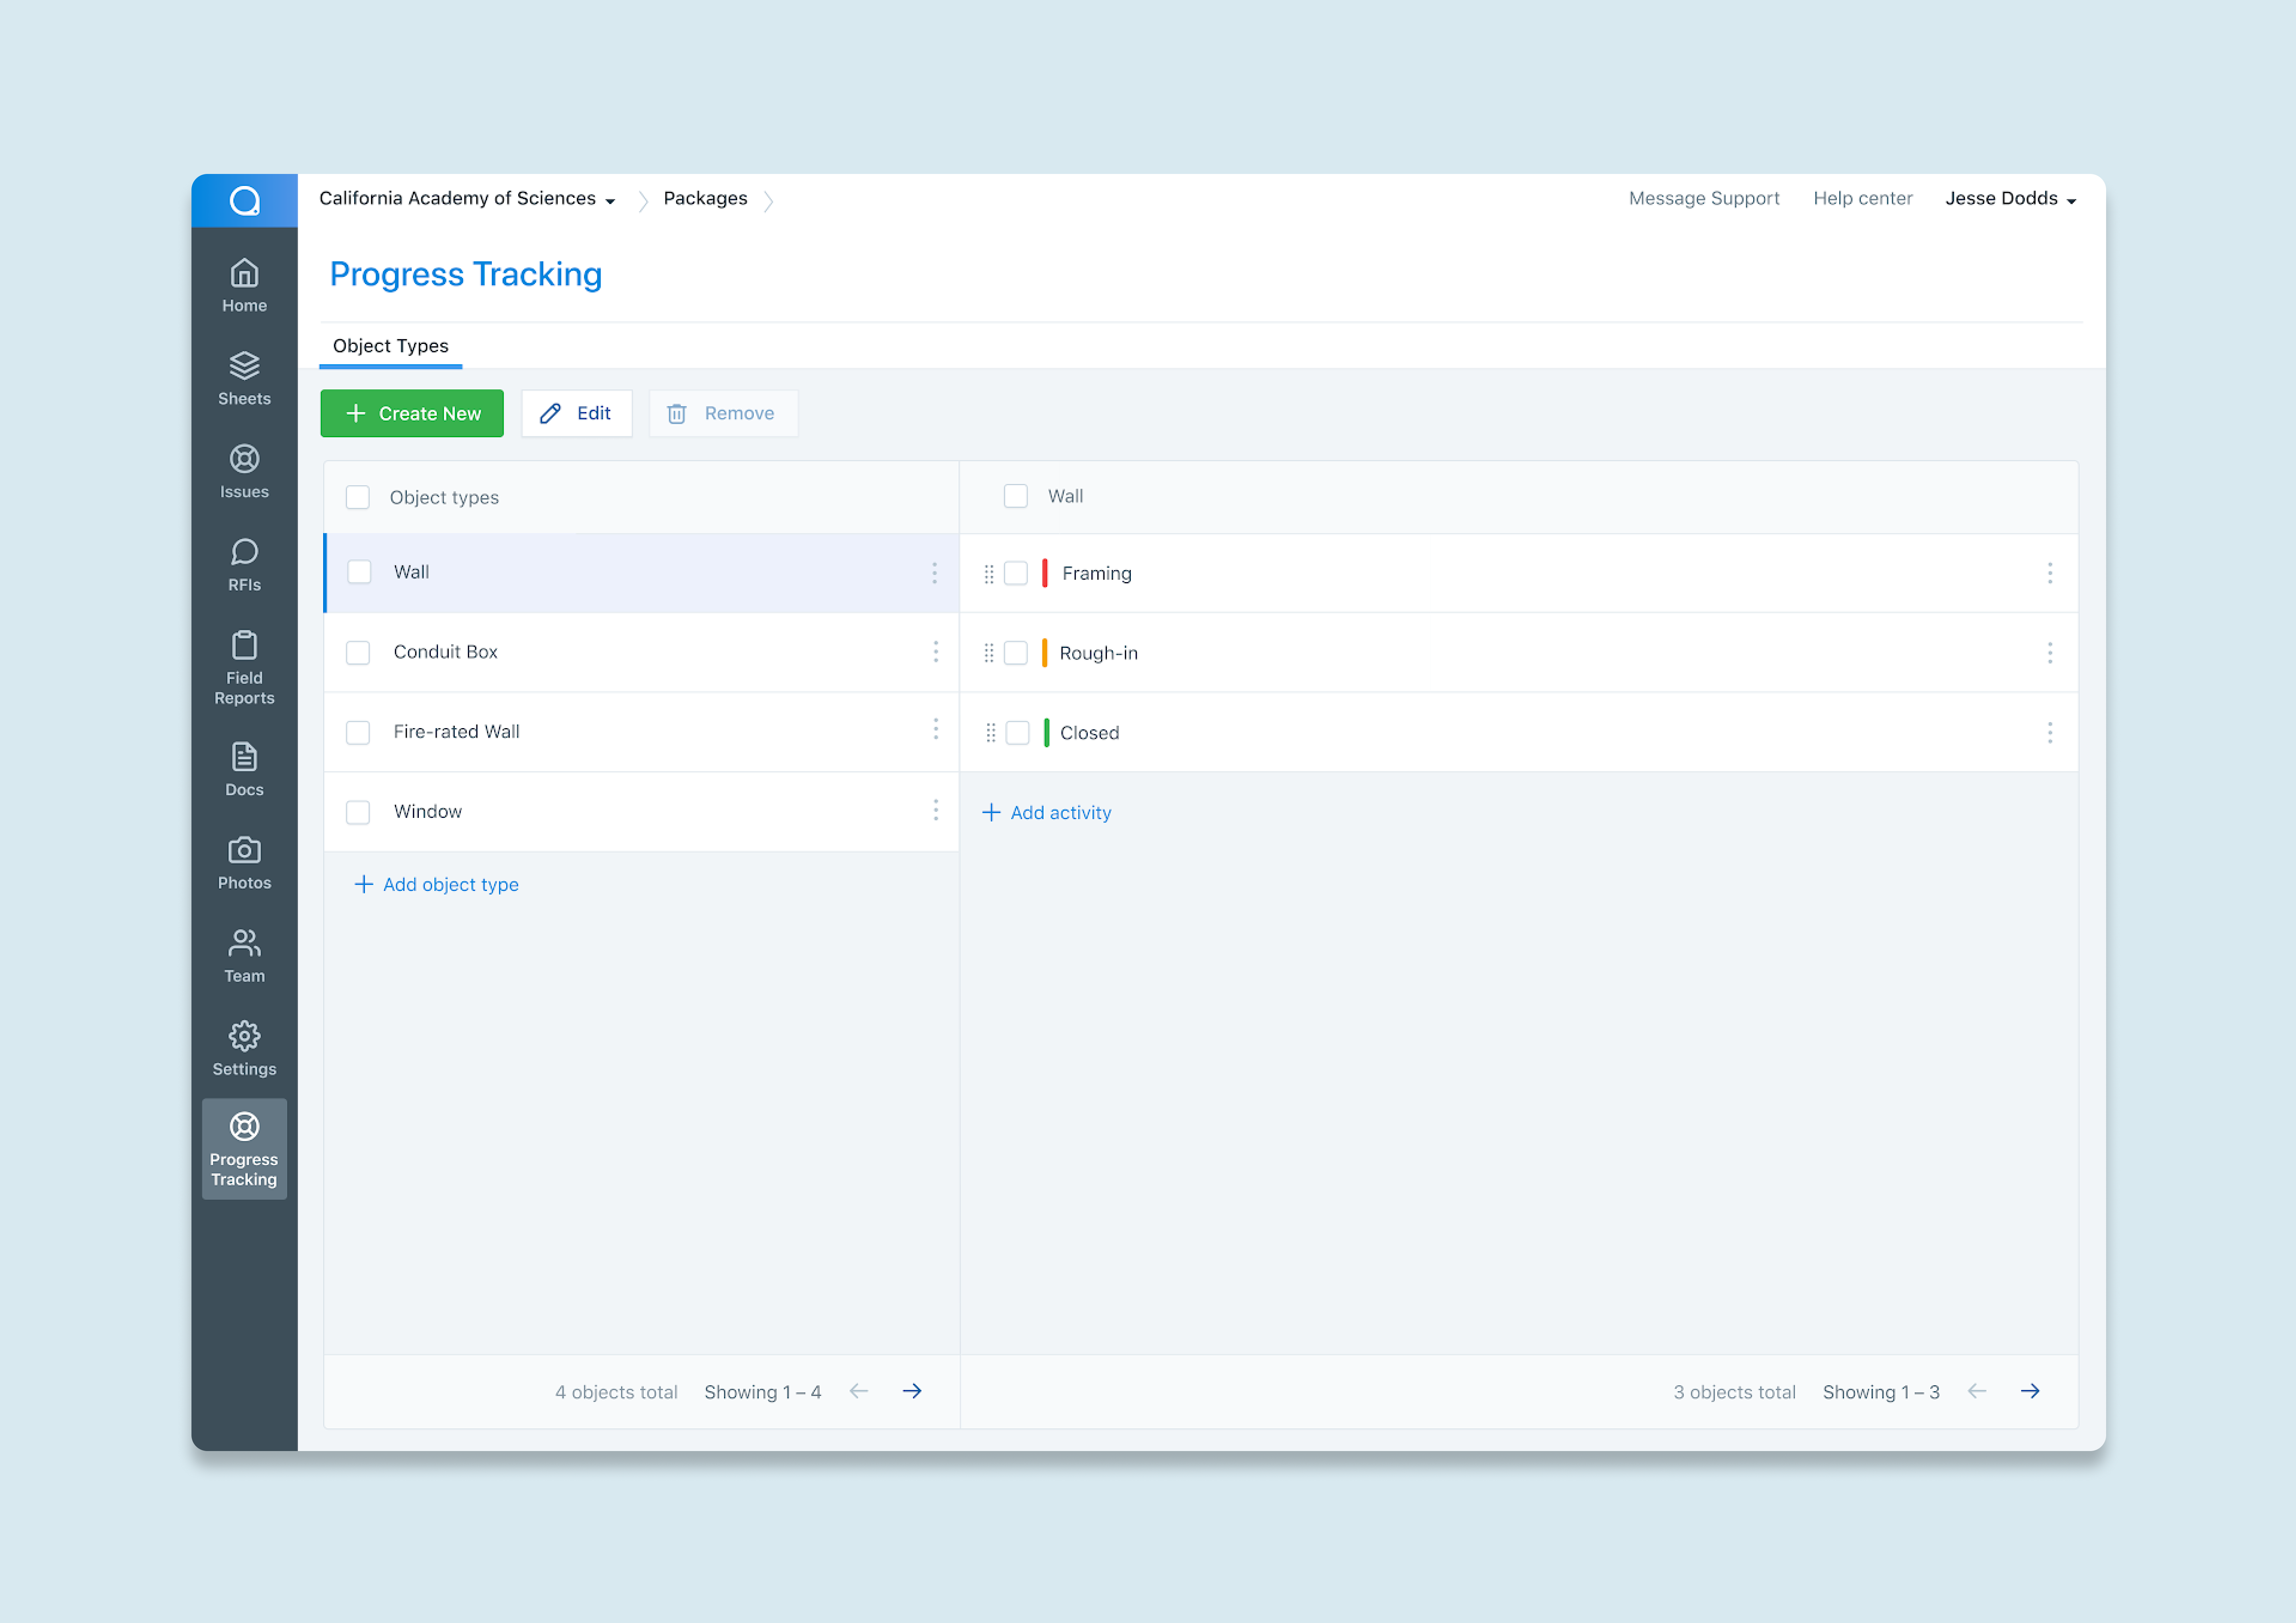 California Academy of Sciences
Packages
Message Support
Help center
Jesse Dodds
Home
Sheets
Issues
RFIs
Field
Reports
Docs
Photos
Team
Settings
Progress
Tracking
Progress Tracking
Object Types
Create New
Edit
Remove
Object types
Wall
Conduit Box
Fire-rated Wall
Window
Add object type
4 objects total
Showing 1 – 4
Wall
Framing
Rough-in
Closed
Add activity
3 objects total
Showing 1 – 3